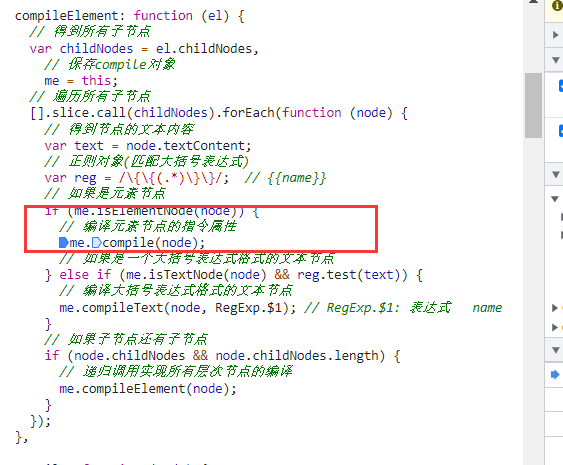 compileElement: function (el) {
// 得到所有子节点
var childNodes = el.childNodes,
// 保存compile对象
me = this;
// 遍历所有子节点
[].slice.call(childNodes).forEach(function (node) {
// 得到节点的文本内容
var text = node.textContent;
// 正则对象(匹配大括号表达式)
var reg = /\{\{(.*)\}\}/; // {{name}}
// 如果是元素节点
if (me.isElementNode(node)) {
// 编译元素节点的指令属性
me.compile(node);
// 如果是一个大括号表达式格式的文本节点
} else if (me.isTextNode(node) && reg.test(text)) {
// 编译大括号表达式格式的文本节点
me.compileText(node, RegExp.$1); // RegExp.$1: 表达式 name
}
// 如果子节点还有子节点
if (node.childNodes && node.childNodes.length) {
// 递归调用实现所有层次节点的编译
me.compileElement(node);
}
});
},